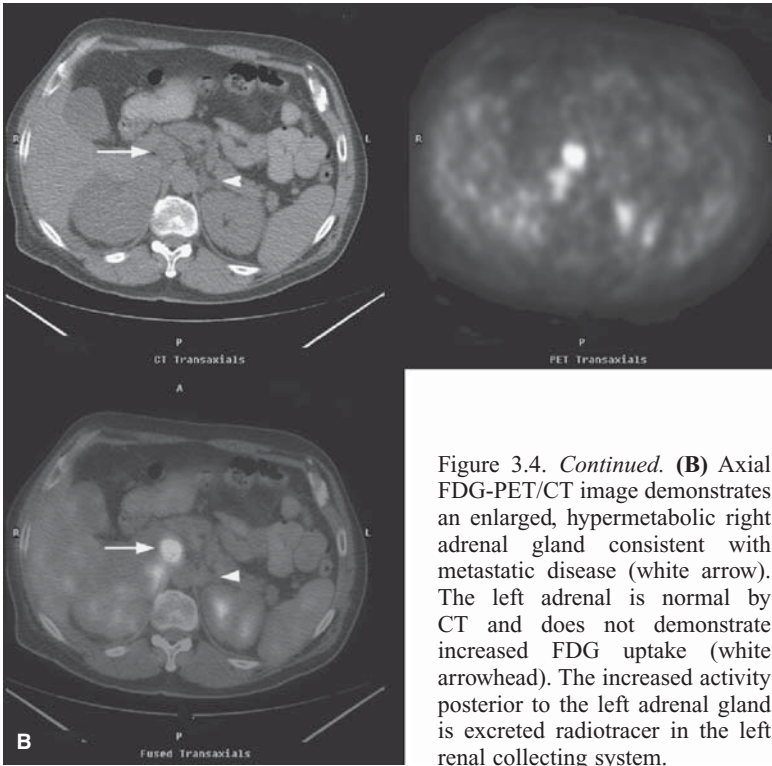 R
L
P
CT Transaxials
R
L
P
PET Transaxials
A
R
L
P
Fused Transaxials
B
Figure 3.4. Continued. (B) Axial
FDG-PET/CT image demonstrates
an enlarged, hypermetabolic right
adrenal gland consistent with
metastatic disease (white arrow).
The left adrenal is normal by
CT and does not demonstrate
increased FDG uptake (white
arrowhead). The increased activity
posterior to the left adrenal gland
is excreted radiotracer in the left
renal collecting system.